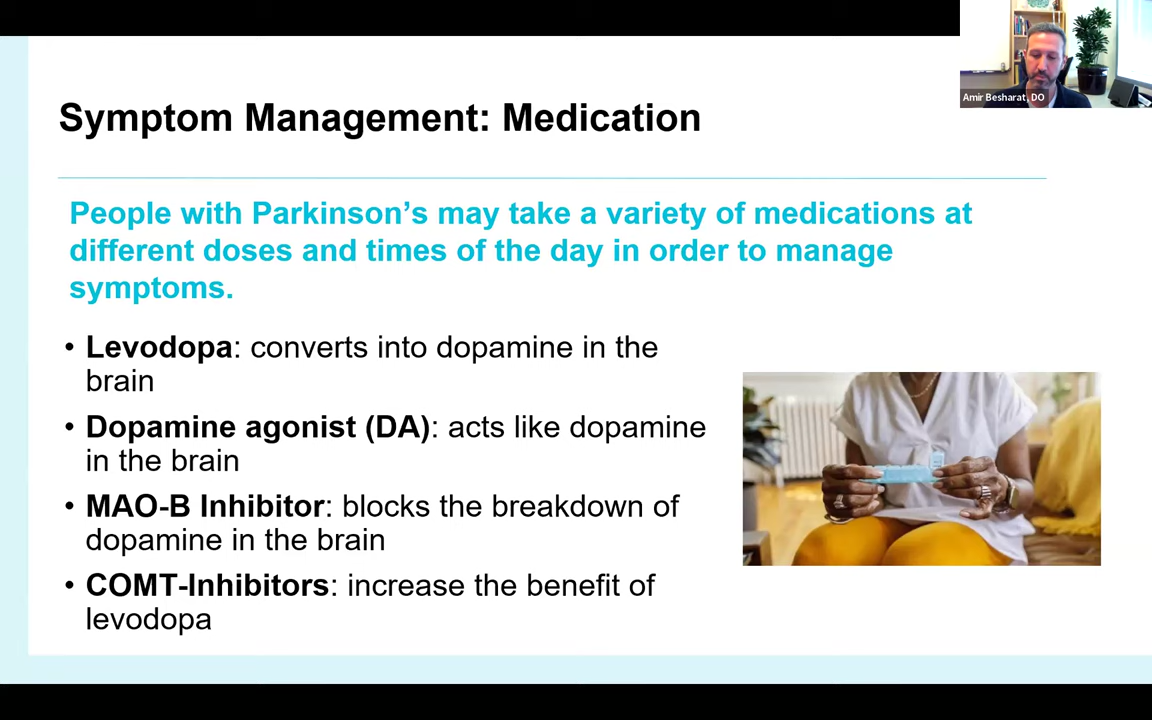 Amir Besharat, DO
Symptom Management: Medication
People with Parkinson’s may take a variety of medications at
different doses and times of the day in order to manage
symptoms.
• Levodopa: converts into dopamine in the
brain
• Dopamine agonist (DA): acts like dopamine
in the brain
• MAO-B Inhibitor: blocks the breakdown of
dopamine in the brain
• COMT-Inhibitors: increase the benefit of
levodopa